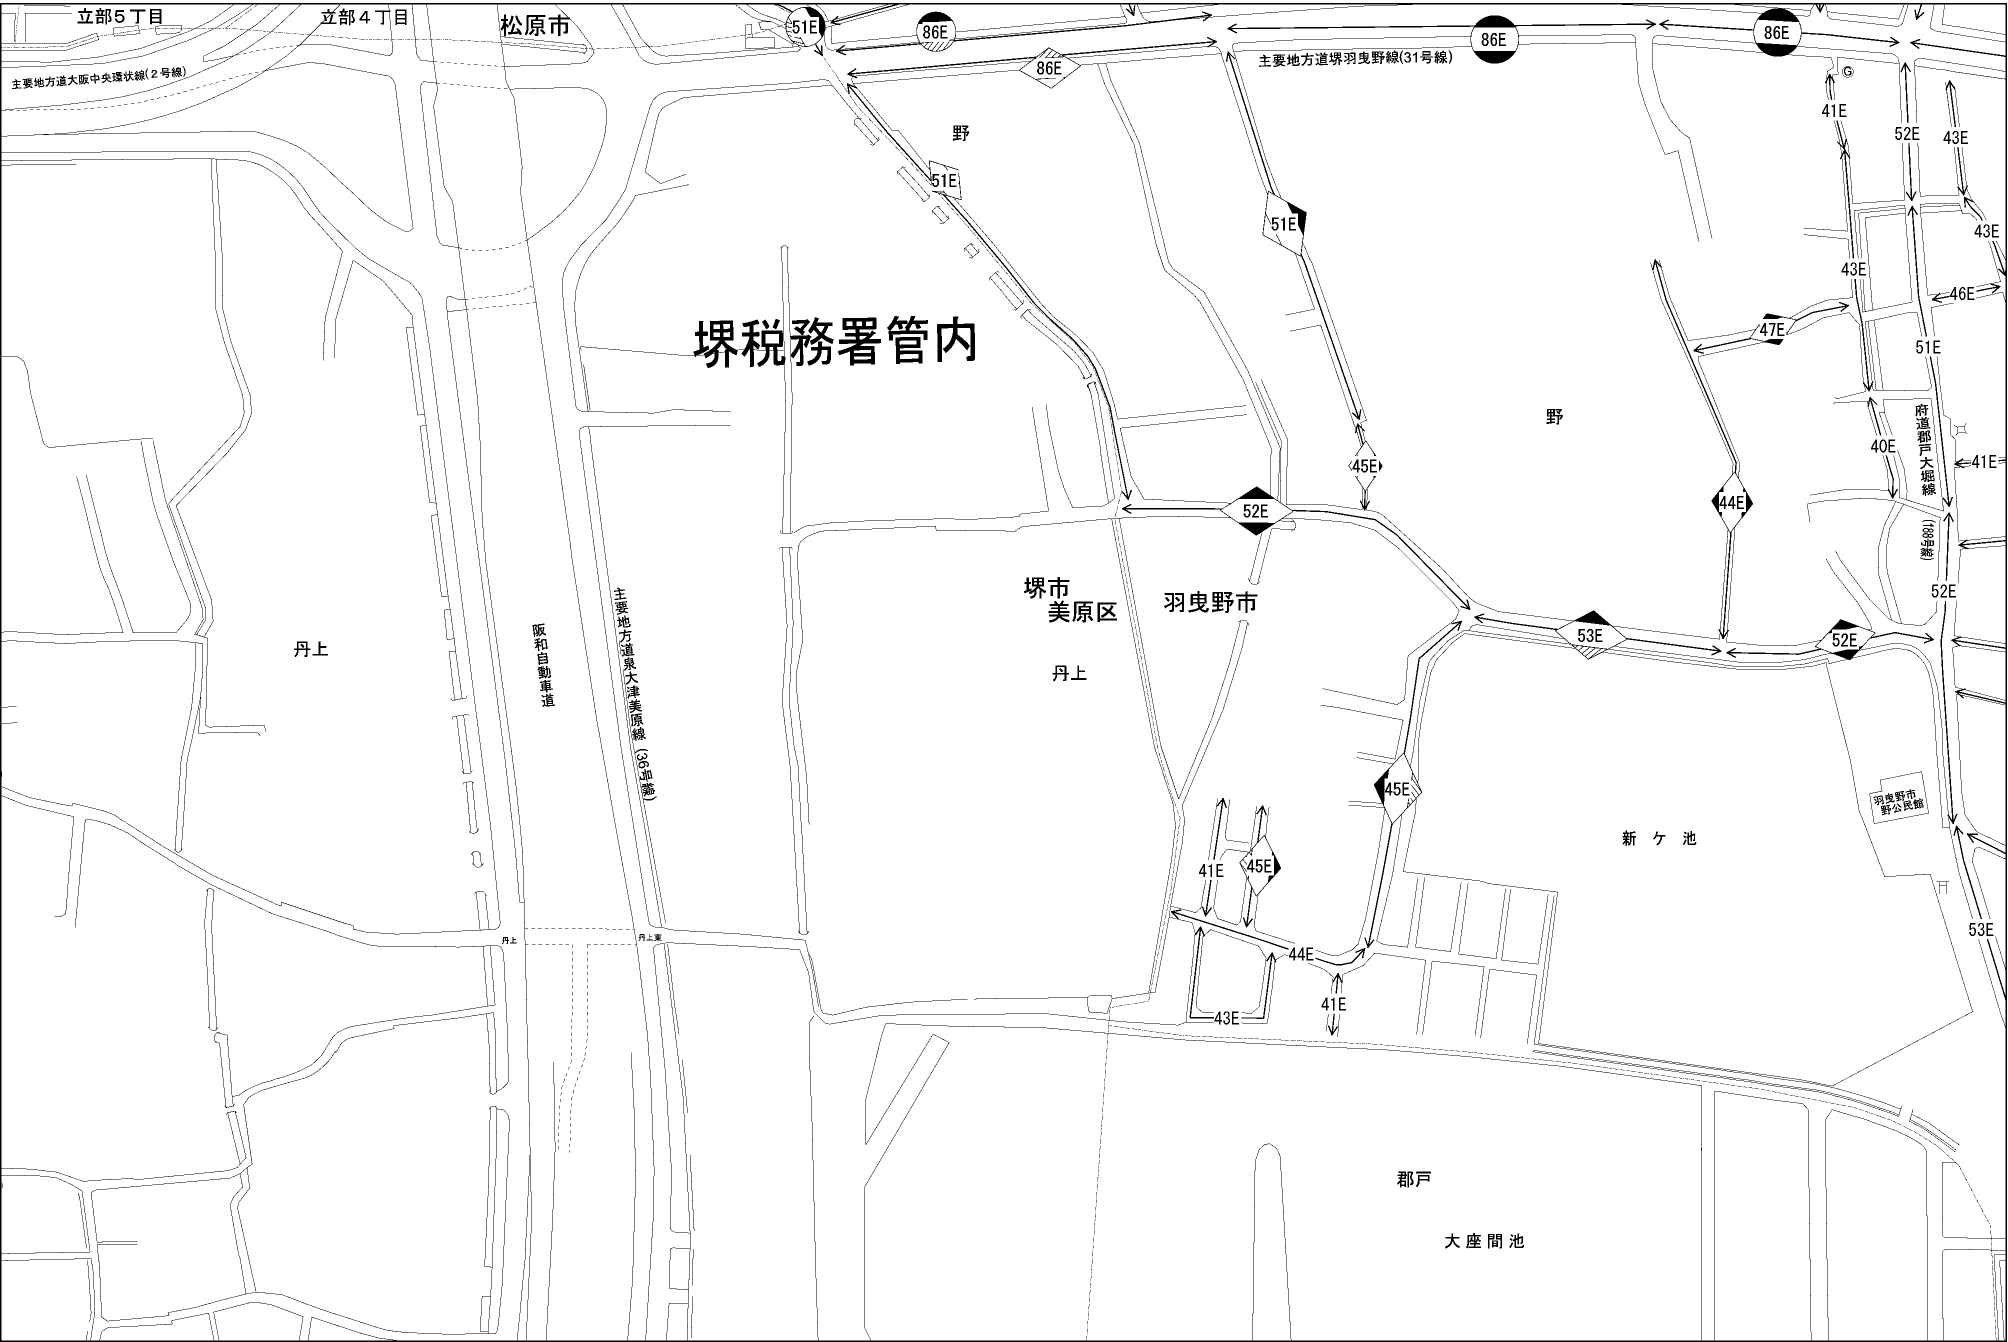 立部５丁目
立部４丁目
松原市
51E
86E
86E
86E
86E
主要地方道大阪中央環状線(２号線)
主要地方道堺羽曳野線(31号線)
G
野
41E
52E
43E
51E
51E
43E
43E
46E
堺税務署管内
47E
51E
野
府道郡戸大堀線
(188号線)
40E
41E
45E
44E
52E
堺市
美原区
羽曳野市
52E
主要地方道泉大津美原線
(36号線)
阪和自動車道
丹上
丹上
53E
52E
45E
羽曳野市
野公民館
新ケ池
41E
45E
53E
丹上
丹上東
44E
41E
43E
郡戸
大座間池